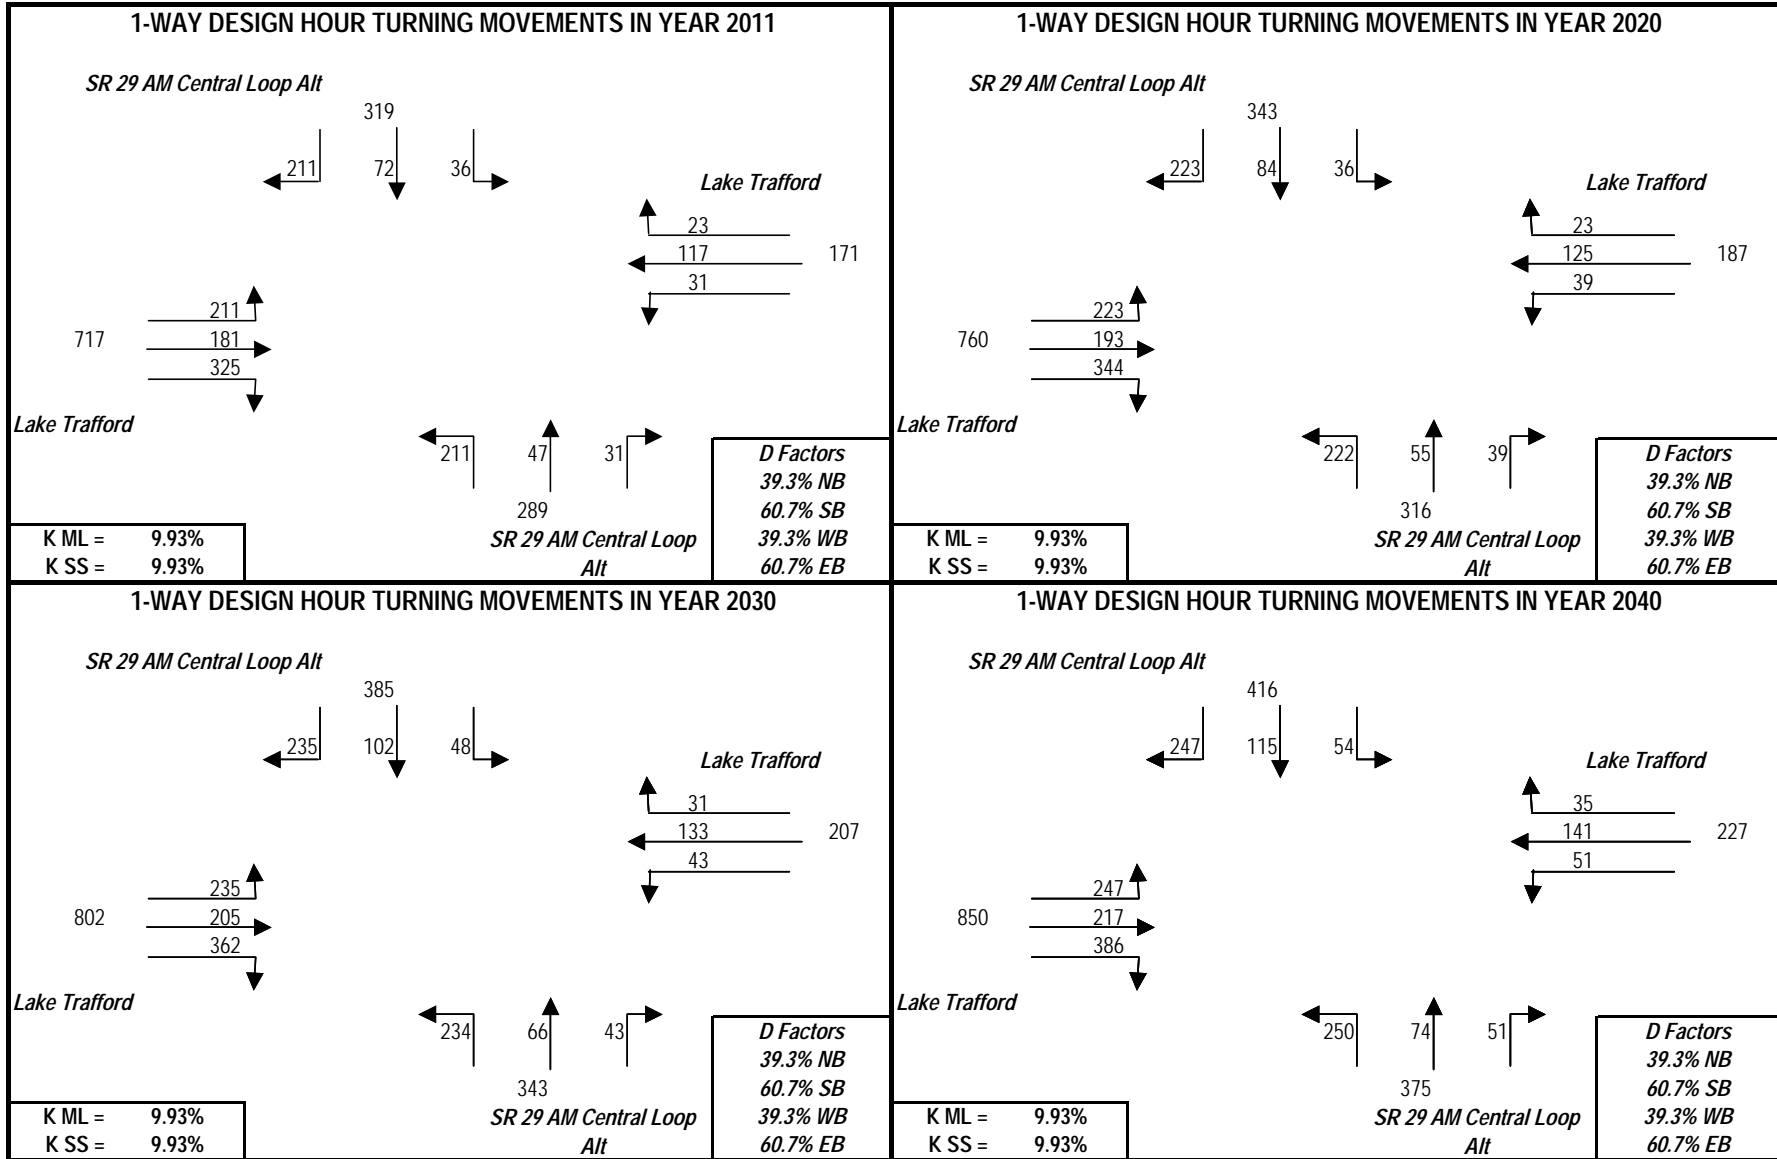 1-WAY DESIGN HOUR TURNING MOVEMENTS IN YEAR 2011
SR 29 AM Central Loop Alt
319
211 72 36
Lake Trafford
23
117 171
31
211
717 181
325
Lake Trafford
211 47 31
289
SR 29 AM Central Loop
Alt
D Factors
39.3% NB
60.7% SB
39.3% WB
60.7% EB
K ML = 9.93%
K SS = 9.93%
1-WAY DESIGN HOUR TURNING MOVEMENTS IN YEAR 2020
SR 29 AM Central Loop Alt
343
223 84 36
Lake Trafford
23
125 187
39
223
760 193
344
Lake Trafford
222 55 39
316
SR 29 AM Central Loop
Alt
D Factors
39.3% NB
60.7% SB
39.3% WB
60.7% EB
K ML = 9.93%
K SS = 9.93%
1-WAY DESIGN HOUR TURNING MOVEMENTS IN YEAR 2030
SR 29 AM Central Loop Alt
385
235 102 48
Lake Trafford
31
133 207
43
235
802 205
362
Lake Trafford
234 66 43
343
SR 29 AM Central Loop
Alt
D Factors
39.3% NB
60.7% SB
39.3% WB
60.7% EB
K ML = 9.93%
K SS = 9.93%
1-WAY DESIGN HOUR TURNING MOVEMENTS IN YEAR 2040
SR 29 AM Central Loop Alt
416
247 115 54
Lake Trafford
35
141 227
51
247
850 217
386
Lake Trafford
250 74 51
375
SR 29 AM Central Loop
Alt
D Factors
39.3% NB
60.7% SB
39.3% WB
60.7% EB
K ML = 9.93%
K SS = 9.93%